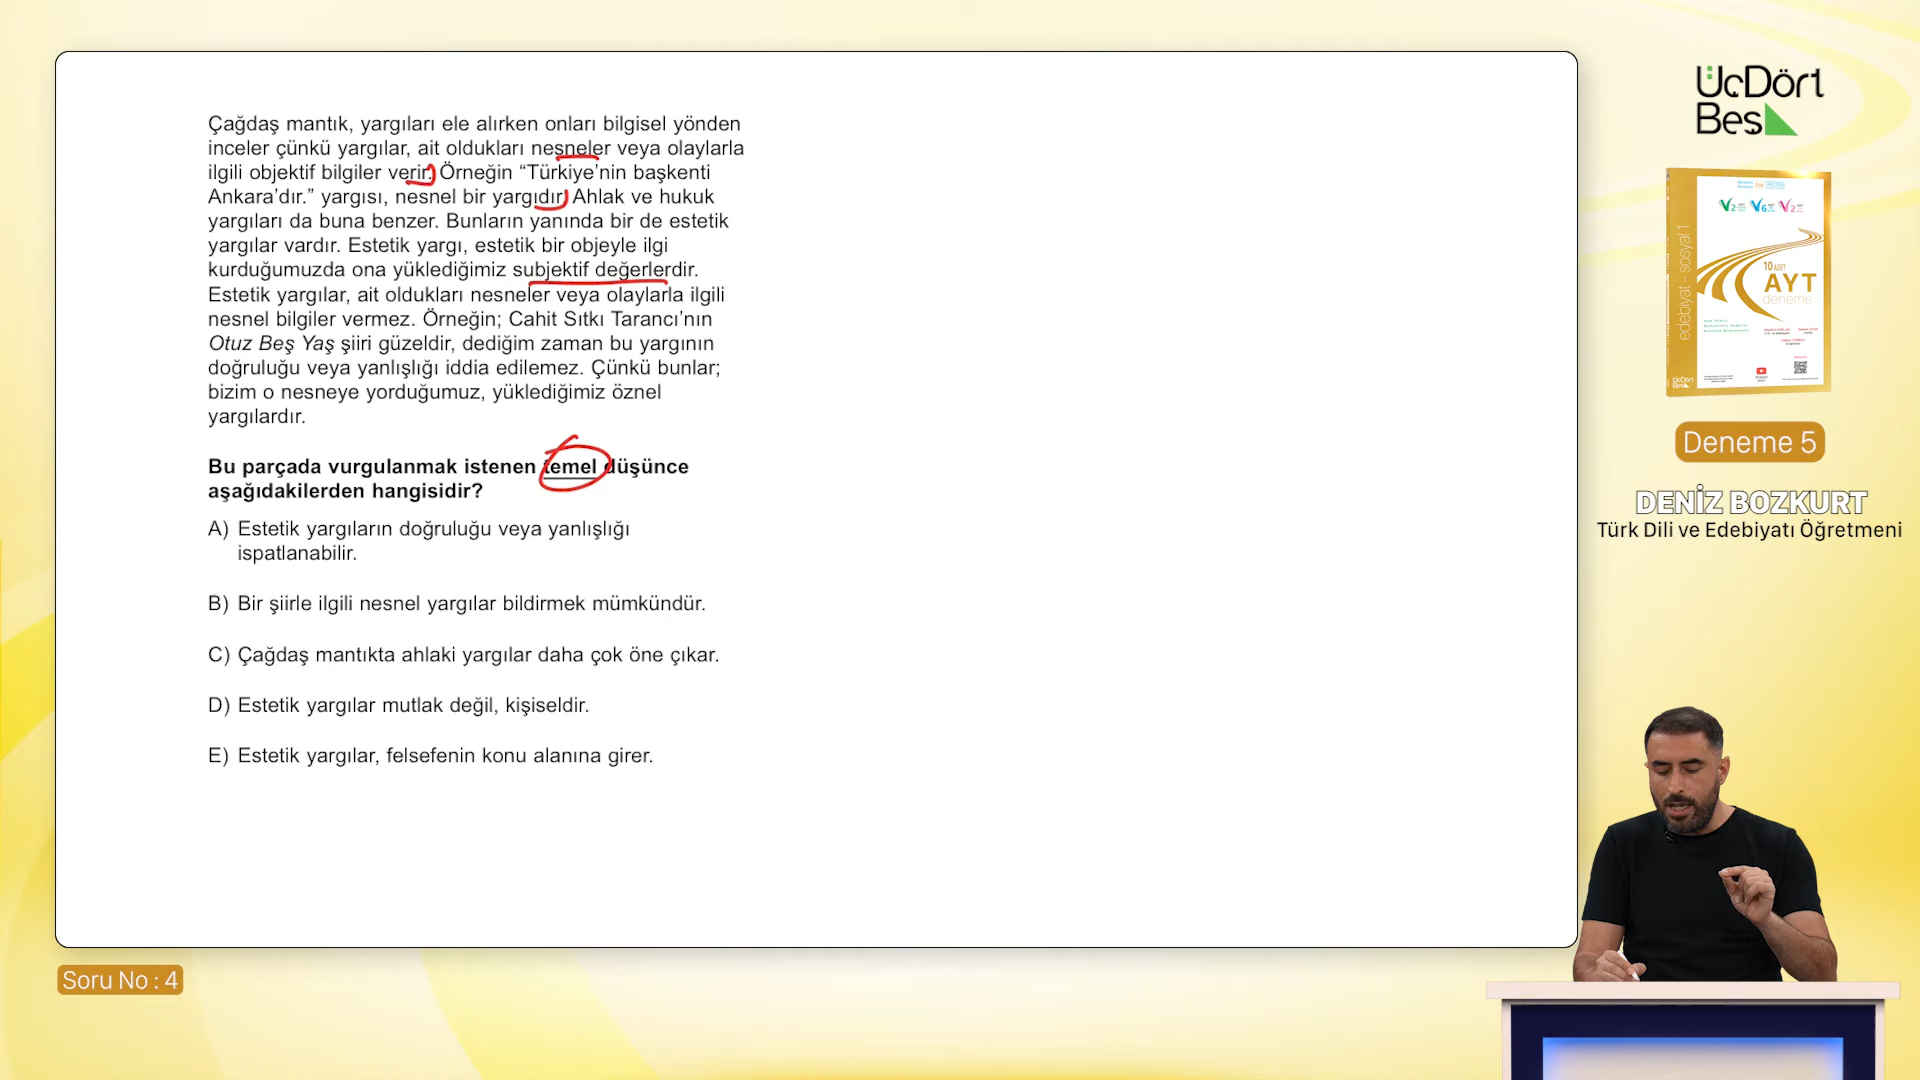 Çağdaş mantık, yargıları ele alırken onları bilgisel yönden
inceler çünkü yargılar, ait oldukları nesneler veya olaylarla
ilgili objektif bilgiler verir. Örneğin “Türkiye’nin başkenti
Ankara’dır.” yargısı, nesnel bir yargıdır. Ahlak ve hukuk
yargıları da buna benzer. Bunların yanında bir de estetik
yargılar vardır. Estetik yargı, estetik bir objeyle ilgi
kurduğumuzda ona yüklediğimiz subjektif değerlerdir.
Estetik yargılar, ait oldukları nesneler veya olaylarla ilgili
nesnel bilgiler vermez. Örneğin; Cahit Sıtkı Tarancı’nın
Otuz Beş Yaş şiiri güzeldir, dediğim zaman bu yargının
doğruluğu veya yanlışlığı iddia edilemez. Çünkü bunlar;
bizim o nesneye yorduğumuz, yüklediğimiz öznel
yargılardır.
Bu parçada vurgulanmak istenen temel düşünce
aşağıdakilerden hangisidir?
A) Estetik yargıların doğruluğu veya yanlışlığı
ispatlanabilir.
B) Bir şiirle ilgili nesnel yargılar bildirmek mümkündür.
C) Çağdaş mantıkta ahlaki yargılar daha çok öne çıkar.
D) Estetik yargılar mutlak değil, kişiseldir.
E) Estetik yargılar, felsefenin konu alanına girer.
Soru No : 4
ÜçDört
Beş
edebiyat - sosyal 1
10 ADET
AYT
deneme
Deneme 5
DENİZ BOZKURT
Türk Dili ve Edebiyatı Öğretmeni